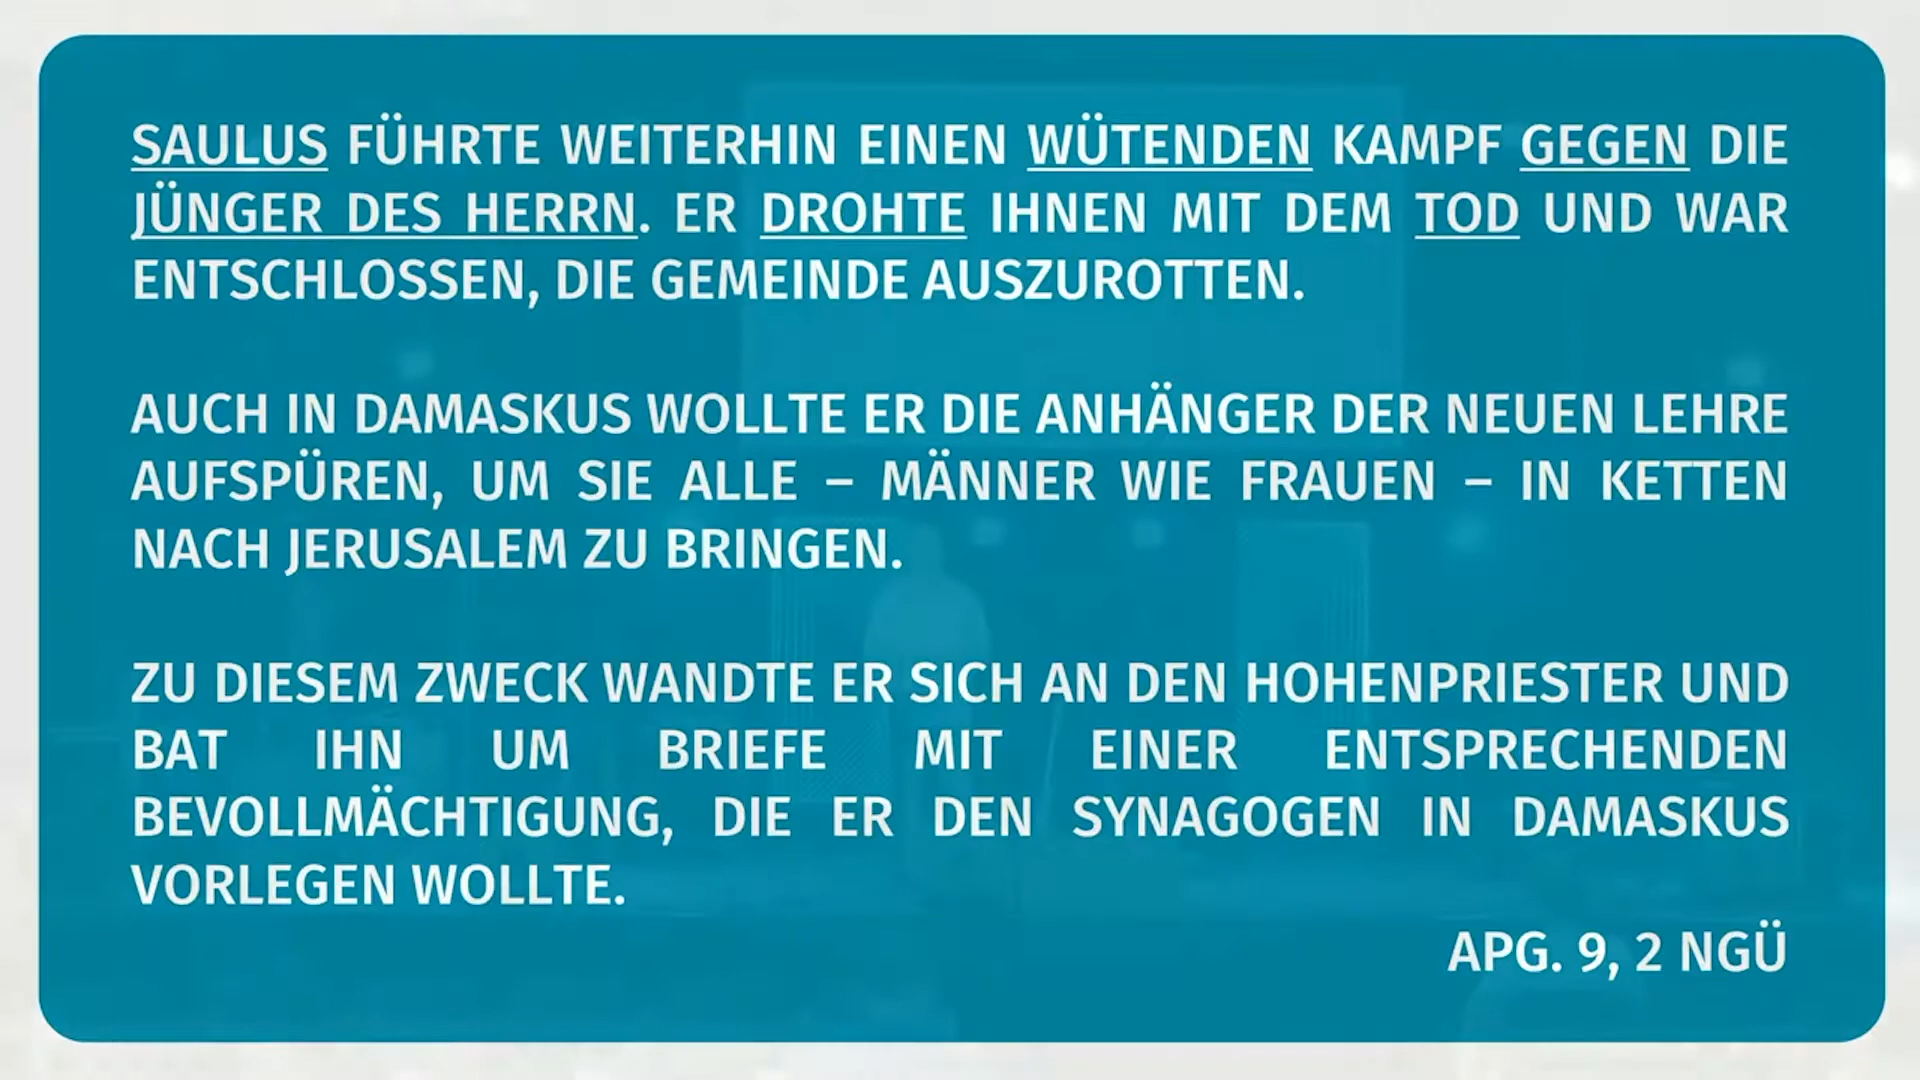 SAULUS FÜHRTE WEITERHIN EINEN WÜTENDEN KAMPF GEGEN DIE
JÜNGER DES HERRN. ER DROHTE IHNEN MIT DEM TOD UND WAR
ENTSCHLOSSEN, DIE GEMEINDE AUSZUROTTEN.
AUCH IN DAMASKUS WOLLTE ER DIE ANHÄNGER DER NEUEN LEHRE
AUFSPÜREN, UM SIE ALLE – MÄNNER WIE FRAUEN – IN KETTEN
NACH JERUSALEM ZU BRINGEN.
ZU DIESEM ZWECK WANDTE ER SICH AN DEN HOHENPRIESTER UND
BAT IHN UM BRIEFE MIT EINER ENTSPRECHENDEN
BEVOLLMÄCHTIGUNG, DIE ER DEN SYNAGOGEN IN DAMASKUS
VORLEGEN WOLLTE.
APG. 9, 2 NGÜ